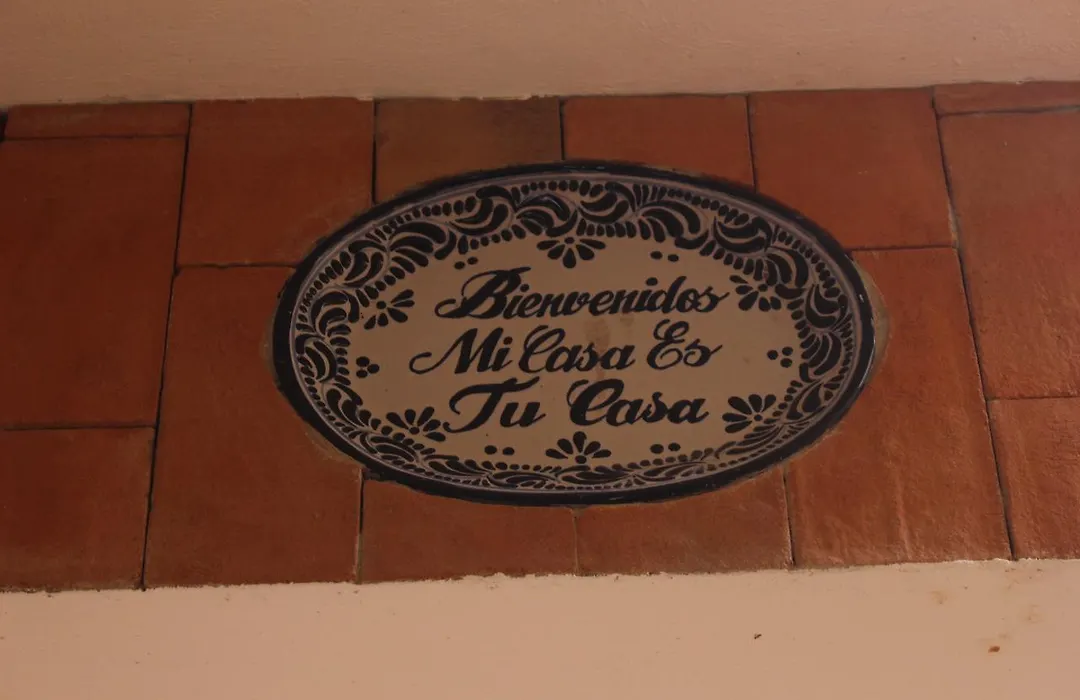 Bienvenidos
Mi Casa Es
Tu Casa